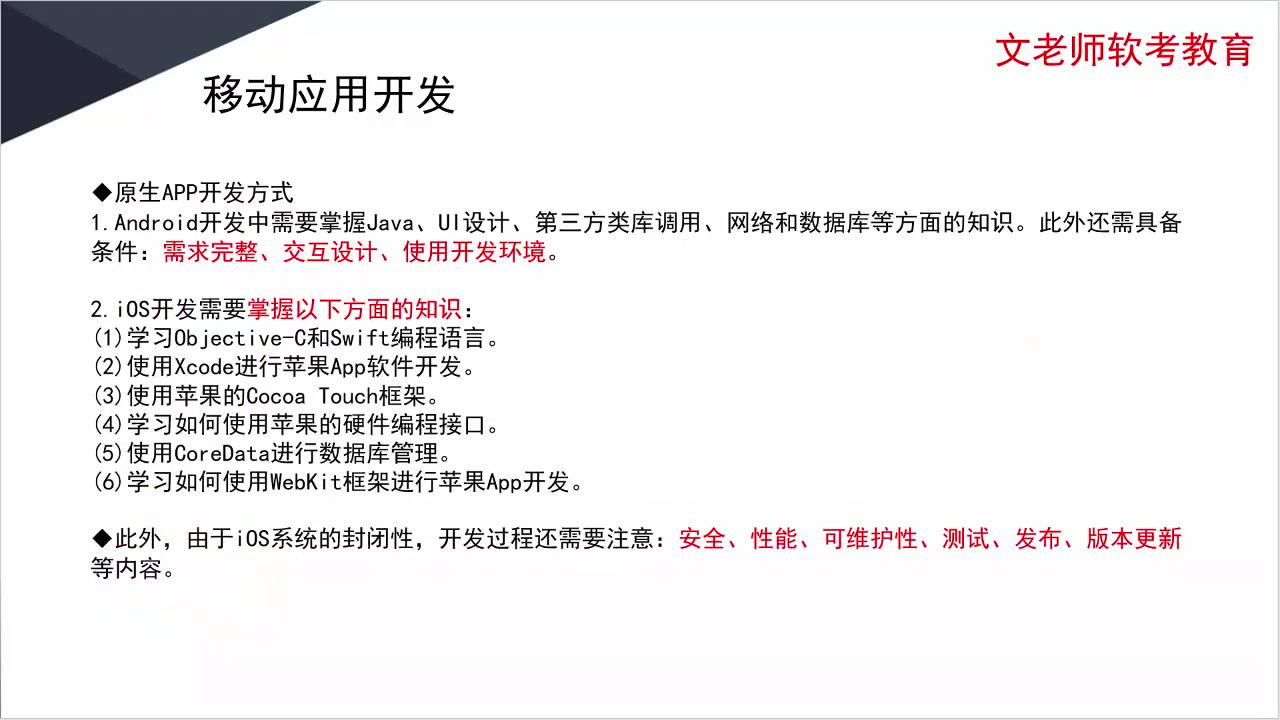 文老师软考教育
移动应用开发
◆原生APP开发方式
1.Android开发中需要掌握Java、UI设计、第三方类库调用、网络和数据库等方面的知识。此外还需具备
条件：需求完整、交互设计、使用开发环境。
2.iOS开发需要掌握以下方面的知识：
(1)学习Objective-C和Swift编程语言。
(2)使用Xcode进行苹果App软件开发。
(3)使用苹果的Cocoa Touch框架。
(4)学习如何使用苹果的硬件编程接口。
(5)使用CoreData进行数据库管理。
(6)学习如何使用WebKit框架进行苹果App开发。
◆此外，由于iOS系统的封闭性，开发过程还需要注意：安全、性能、可维护性、测试、发布、版本更新
等内容。